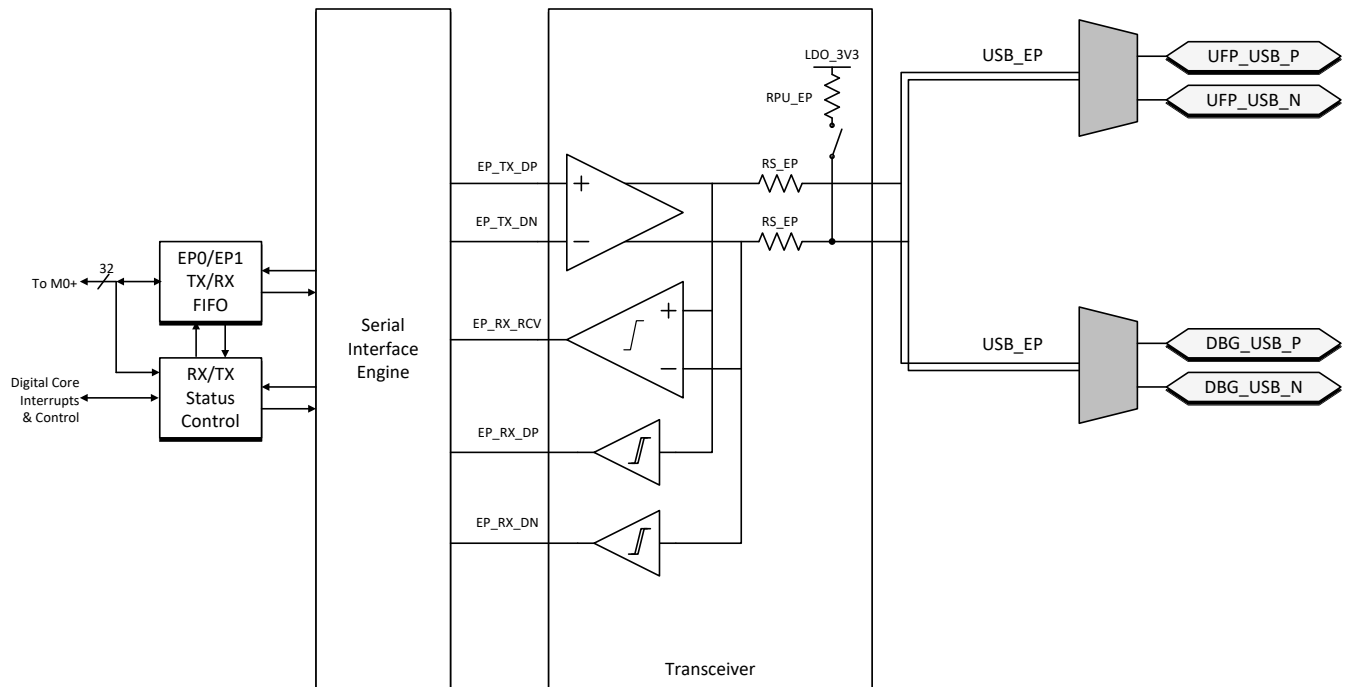 LDO_3V3
RPU_EP
USB_EP
UFP_USB_P
UFP_USB_N
EP_TX_DP
+
RS_EP
EP_TX_DN
−
RS_EP
To M0+
32
EP0/EP1
TX/RX
FIFO
Serial
Interface
Engine
EP_RX_RCV
+
−
USB_EP
DBG_USB_P
DBG_USB_N
Digital Core
Interrupts
& Control
RX/TX
Status
Control
EP_RX_DP
EP_RX_DN
Transceiver